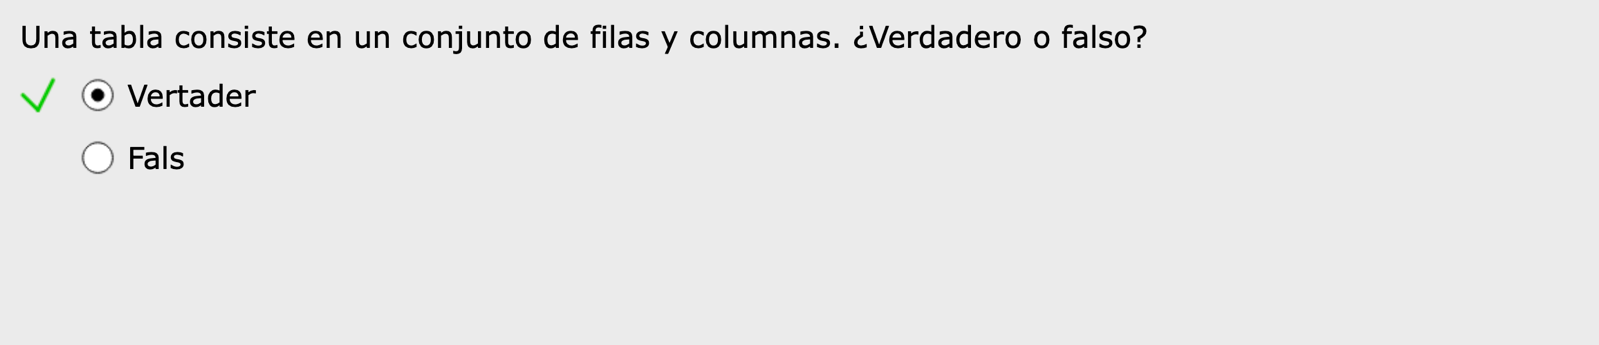 Una tabla consiste en un conjunto de filas y columnas. ¿Verdadero o falso?
Vertader
Fals